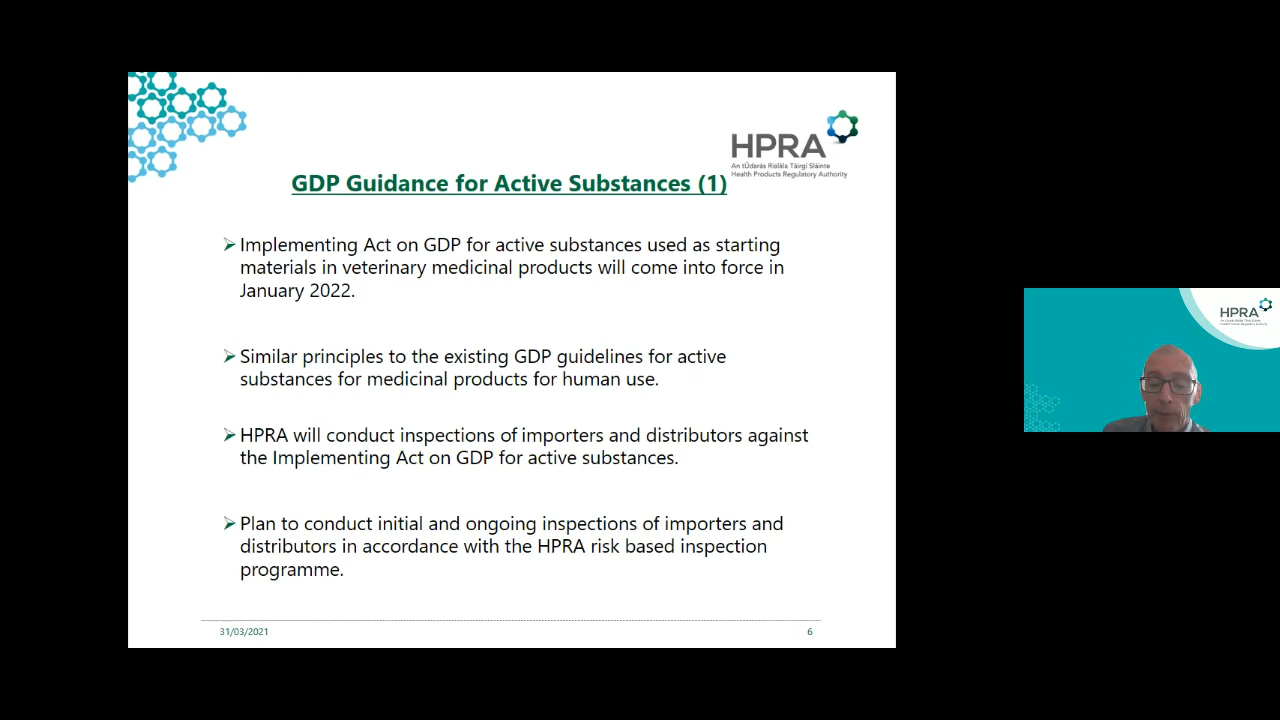 HPRA
An tÚdarás Rialála Táirgí Sláinte
Health Products Regulatory Authority
GDP Guidance for Active Substances (1)
Implementing Act on GDP for active substances used as starting
materials in veterinary medicinal products will come into force in
January 2022.
Similar principles to the existing GDP guidelines for active
substances for medicinal products for human use.
HPRA will conduct inspections of importers and distributors against
the Implementing Act on GDP for active substances.
Plan to conduct initial and ongoing inspections of importers and
distributors in accordance with the HPRA risk based inspection
programme.
31/03/2021
6
HPRA